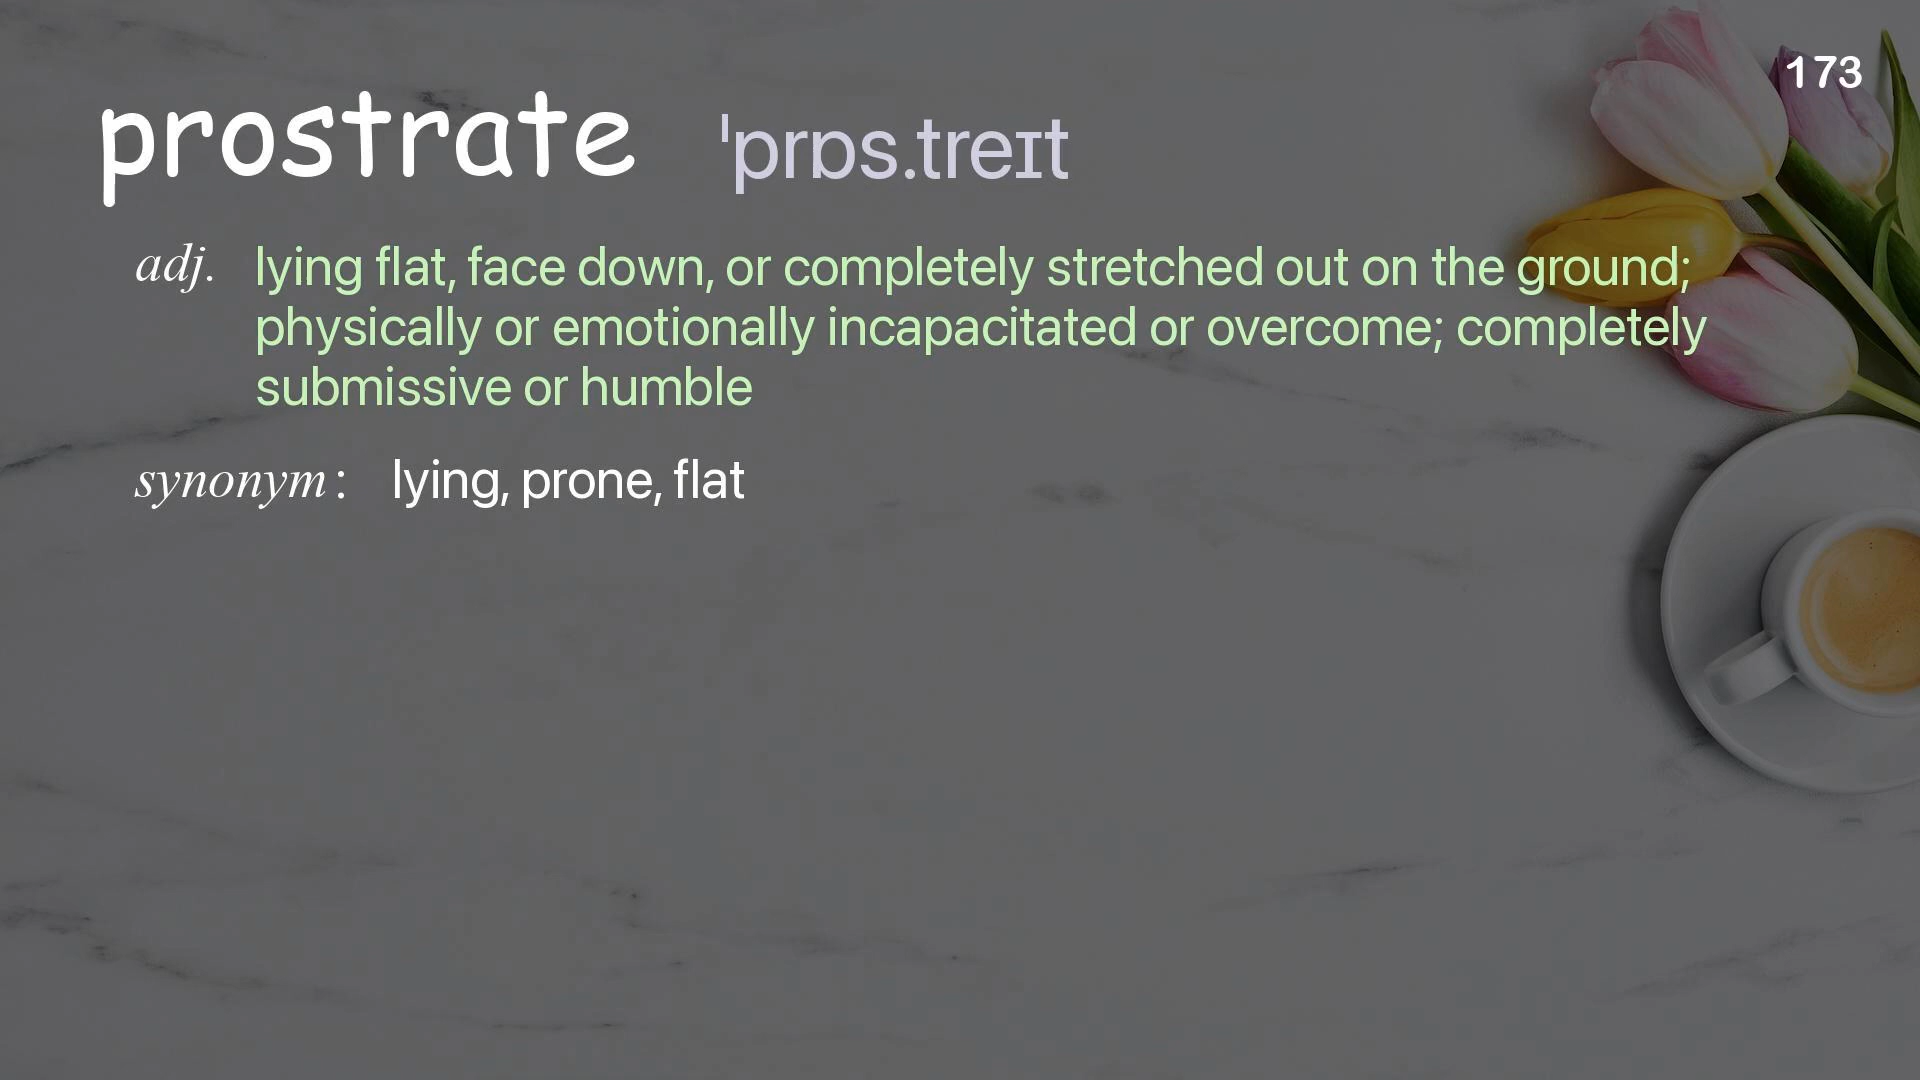 173
prostrate ˈprɒs.treɪt
adj. lying flat, face down, or completely stretched out on the ground;
physically or emotionally incapacitated or overcome; completely
submissive or humble
synonym : lying, prone, flat